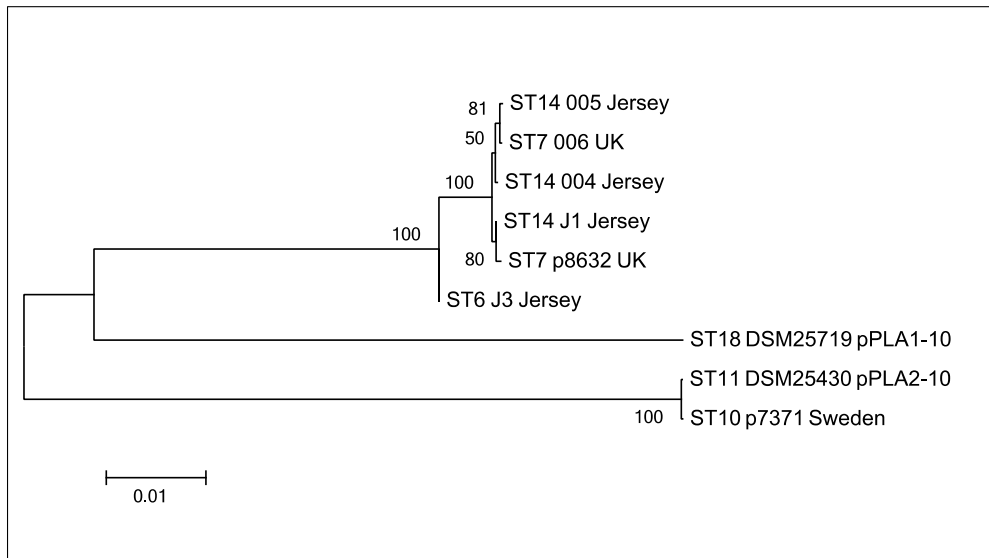 81
ST14 005 Jersey
50
ST7 006 UK
100
ST14 004 Jersey
ST14 J1 Jersey
100
80
ST7 p8632 UK
ST6 J3 Jersey
ST18 DSM25719 pPLA1-10
ST11 DSM25430 pPLA2-10
100
ST10 p7371 Sweden
0.01